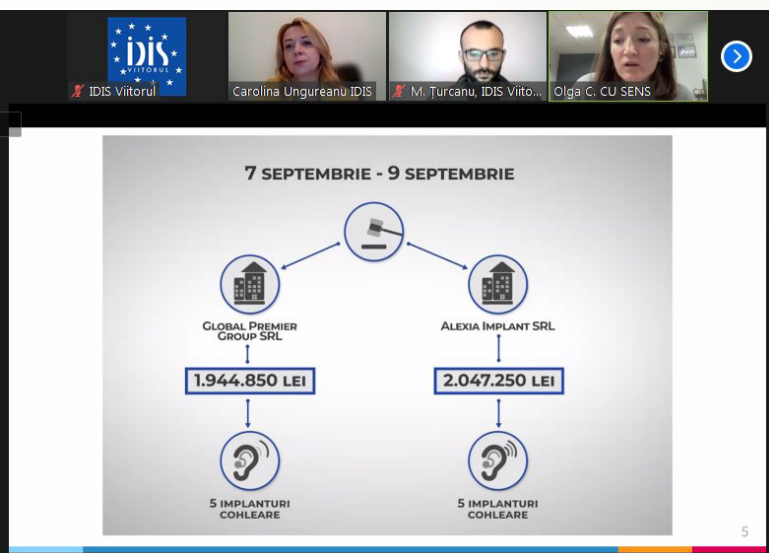 iDiS
VIITORUL
IDIS Viitorul
Carolina Ungureanu IDIS
M. Țurcanu, IDIS Viito...
Olga C. CU SENS
7 SEPTEMBRIE - 9 SEPTEMBRIE
GLOBAL PREMIER
GROUP SRL
ALEXIA IMPLANT SRL
1.944.850 LEI
2.047.250 LEI
5 IMPLANTURI
COHLEARE
5 IMPLANTURI
COHLEARE
5